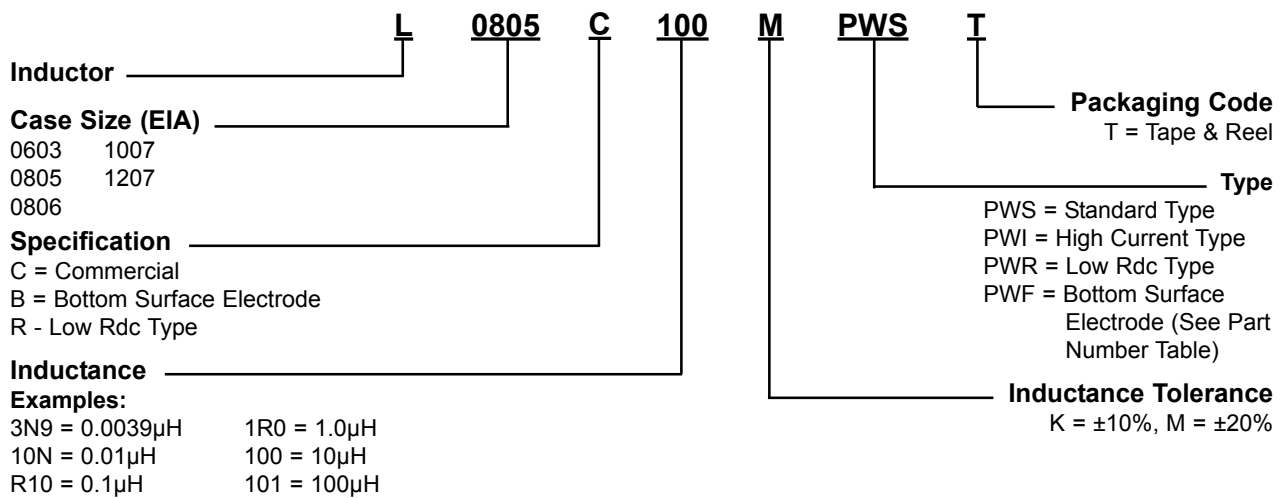 L 0805 C 100 M PWS T
Inductor
Case Size (EIA)
0603 1007
0805 1207
0806
Specification
C = Commercial
B = Bottom Surface Electrode
R - Low Rdc Type
Inductance
Examples:
3N9 = 0.0039µH 1R0 = 1.0µH
10N = 0.01µH 100 = 10µH
R10 = 0.1µH 101 = 100µH
Packaging Code
T = Tape & Reel
Type
PWS = Standard Type
PWI = High Current Type
PWR = Low Rdc Type
PWF = Bottom Surface
Electrode (See Part
Number Table)
Inductance Tolerance
K = ±10%, M = ±20%